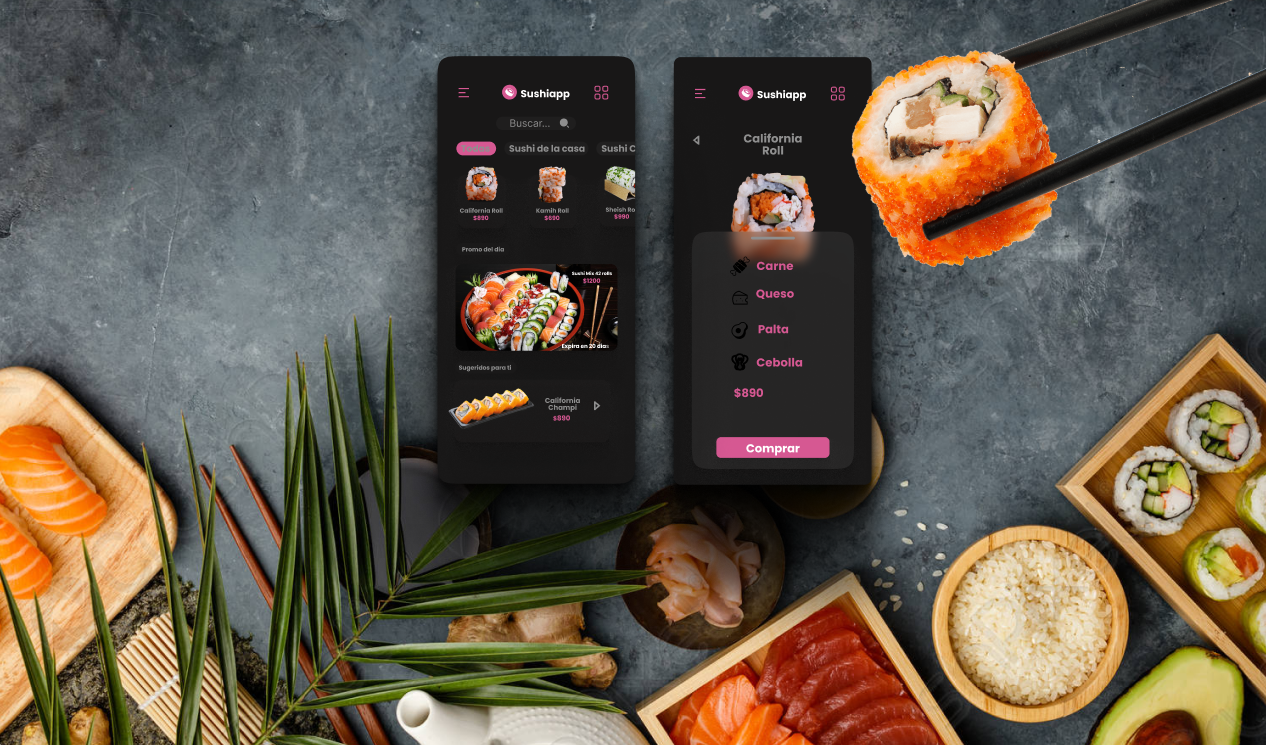 Sushiapp
Buscar...
Todas
Sushi de la casa
Sushi C
California Roll
$890
Kamih Roll
$690
Sheish Ro
$990
Promo del dia
Sushi Mix 42 rolls
$1200
Expira en 20 dias
Sugeridos para ti
California
Champi
$890
Sushiapp
California
Roll
Carne
Queso
Palta
Cebolla
$890
Comprar